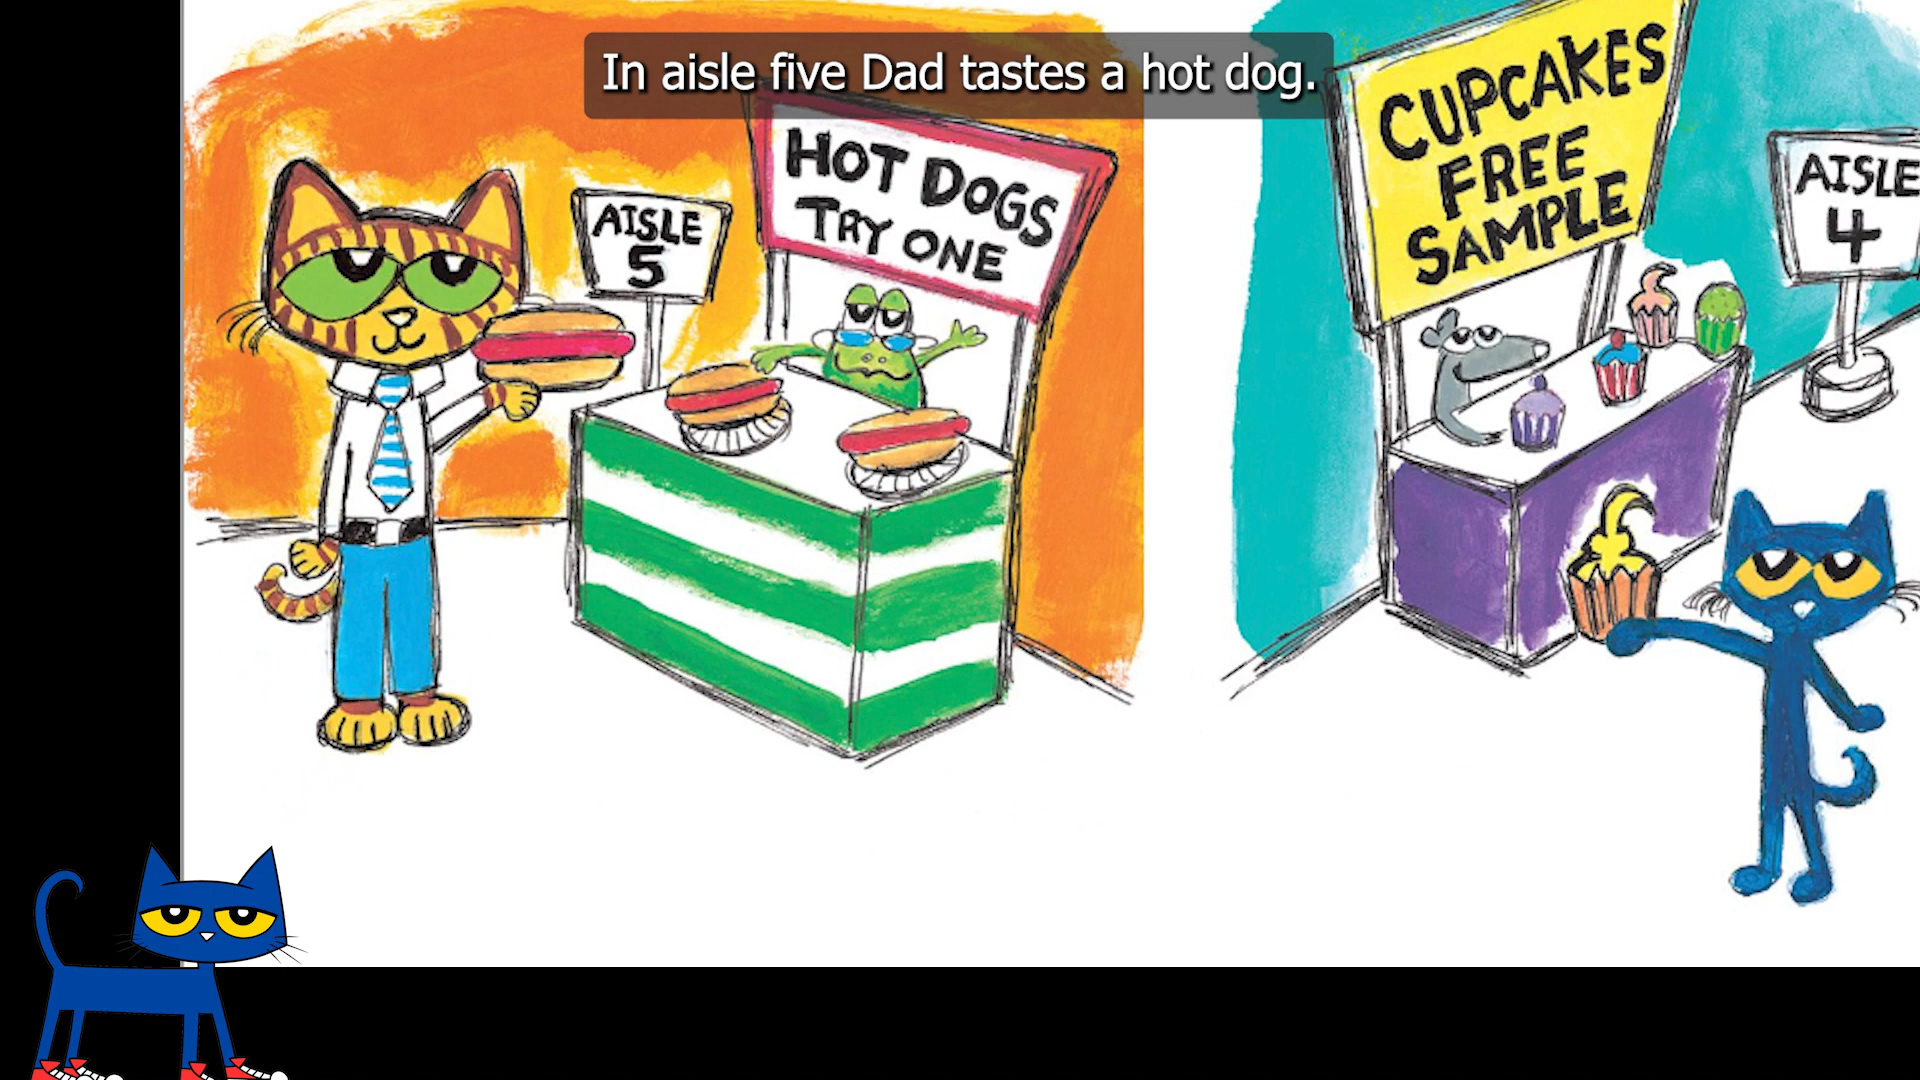 In aisle five Dad tastes a hot dog.
HOT DOGS
TRY ONE
AISLE
5
CUPCAKES
FREE
SAMPLE
AISLE
4